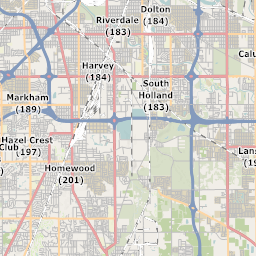 Dolton
(184)
Riverdale
(183)
Calu
Harvey
(184)
South
Holland
(183)
Markham
(189)
Hazel Crest
(197)
Club
Lans
(19
Homewood
(201)